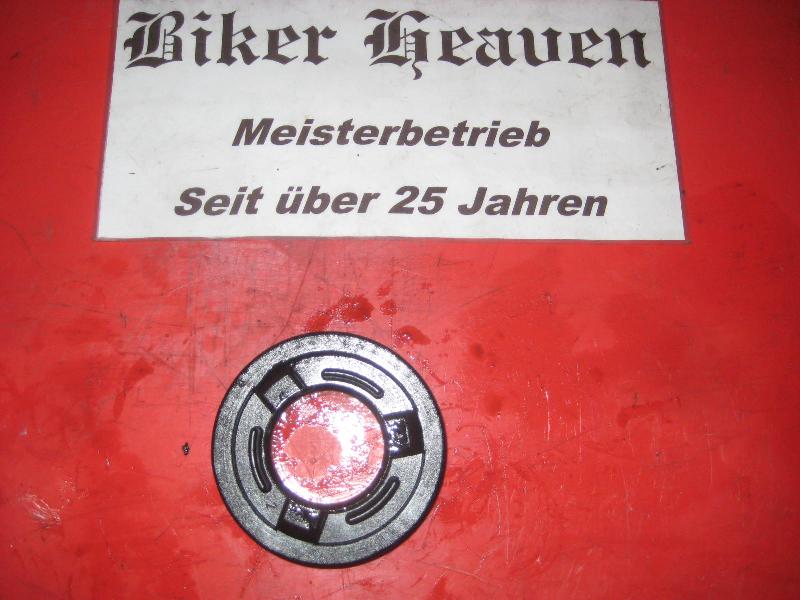 Biker Heaven
Meisterbetrieb
Seit über 25 Jahren